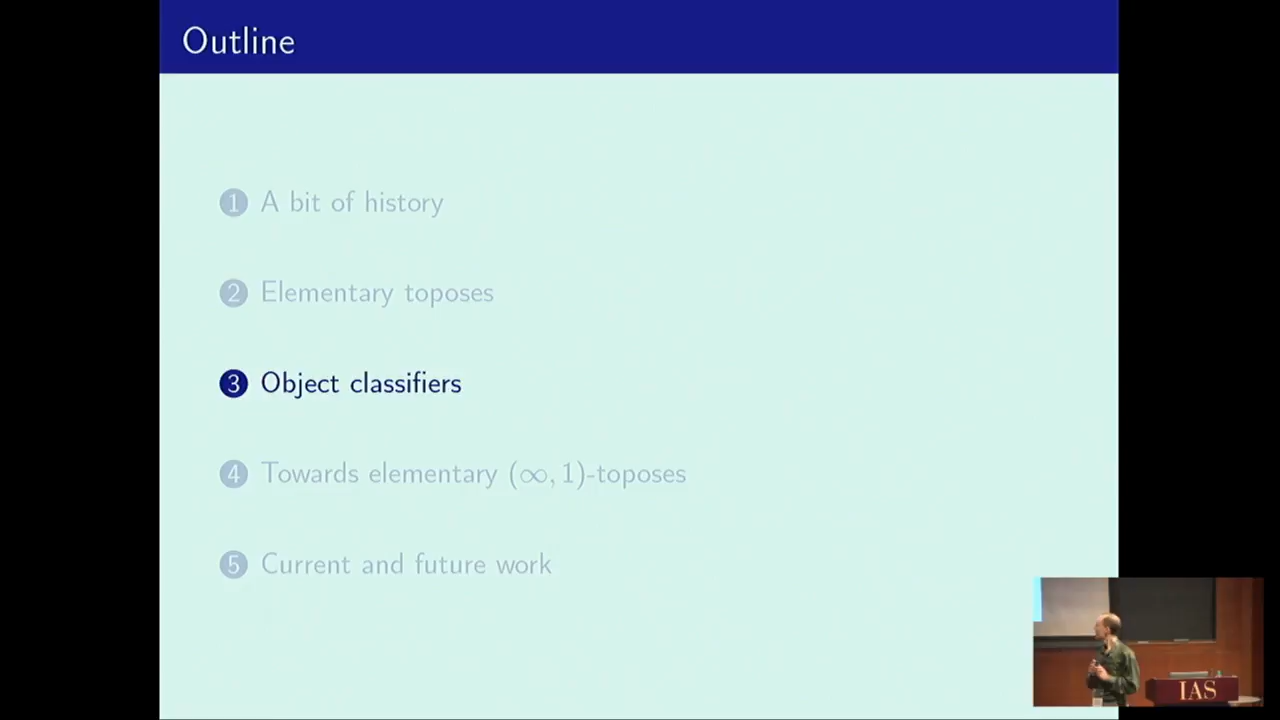 Outline
1 A bit of history
2 Elementary toposes
3 Object classifiers
4 Towards elementary (∞, 1)-toposes
5 Current and future work
IAS